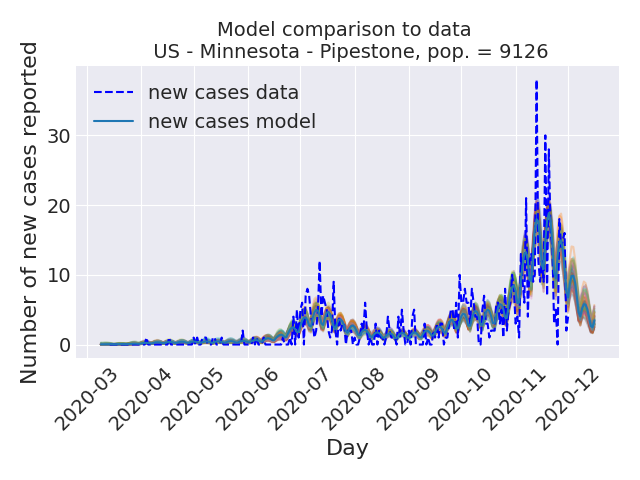 Model comparison to data
US - Minnesota - Pipestone, pop. = 9126
Number of new cases reported
new cases data
new cases model
30
20
10
0
2020-03
2020-04
2020-05
2020-06
2020-07
2020-08
2020-09
2020-10
2020-11
2020-12
Day